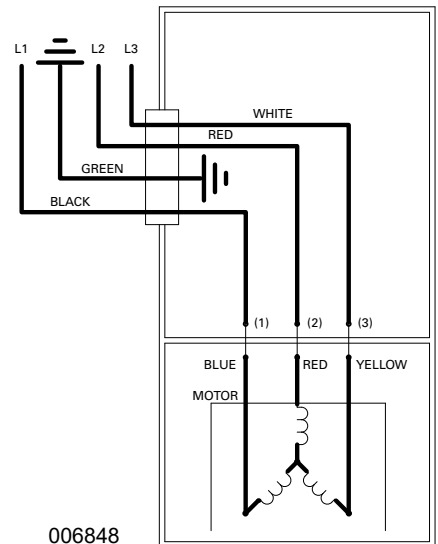 L1 L2 L3
WHITE
RED
GREEN
BLACK
(1) (2) (3)
BLUE RED YELLOW
MOTOR
006848